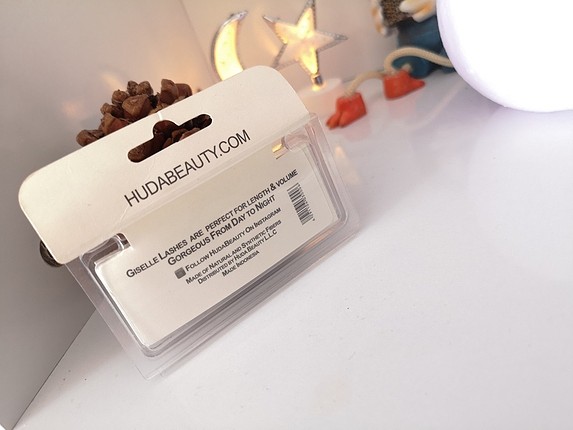 HUDABEAUTY.COM
GISELLE LASHES ARE PERFECT FOR LENGTH & VOLUME
GORGEOUS FROM DAY TO NIGHT
FOLLOW HUDABEAUTY ON INSTAGRAM
MADE OF NATURAL AND SYNTHETIC FIBERS
DISTRIBUTED BY HUDA BEAUTY L.L.C
MADE INDONESIA